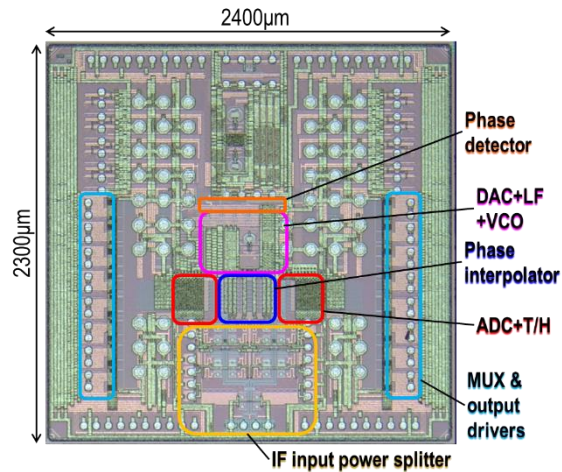 2400μm
2300μm
Phase
detector
DAC+LF
+VCO
Phase
interpolator
ADC+T/H
MUX &
output
drivers
IF input power splitter